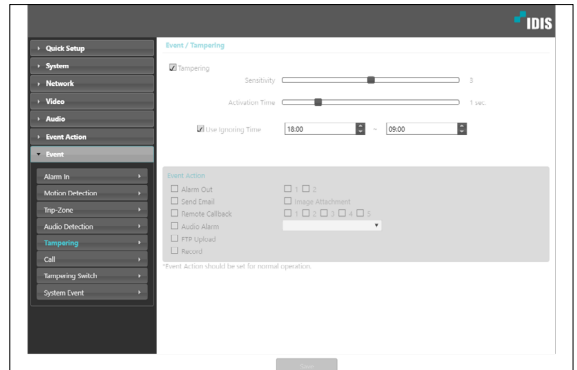 IDIS
Quick Setup
System
Network
Video
Audio
Event Action
Event
Alarm In
Motion Detection
Trip-Zone
Audio Detection
Tampering
Call
Tampering Switch
System Event
Event / Tampering
Tampering
Sensitivity 3
Activation Time 1 sec.
Use Ignoring Time 18:00 ~ 09:00
Event Action
Alarm Out 1 2
Send Email Image Attachment
Remote Callback 1 2 3 4 5
Audio Alarm
FTP Upload
Record
*Event Action should be set for normal operation.
Save